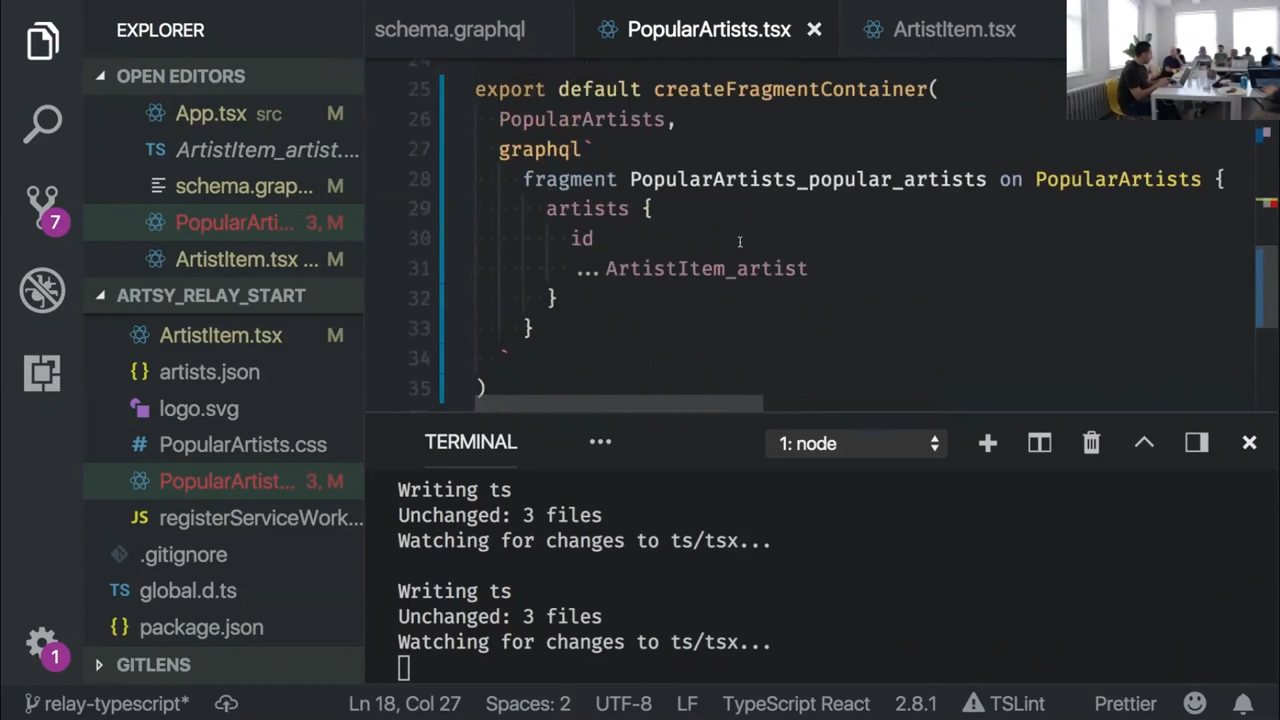 EXPLORER
OPEN EDITORS
App.tsx src M
TS ArtistItem_artist....
schema.grap... M
PopularArti... 3, M
ArtistItem.tsx ... M
ARTSY_RELAY_START
ArtistItem.tsx M
{} artists.json
logo.svg
# PopularArtists.css
PopularArtist... 3, M
JS registerServiceWork...
.gitignore
TS global.d.ts
{} package.json
GITLENS
7
1
schema.graphql
PopularArtists.tsx
ArtistItem.tsx
24
25 export default createFragmentContainer(
26 PopularArtists,
27 graphql`
28 fragment PopularArtists_popular_artists on PopularArtists {
29 artists {
30 id
31 ...ArtistItem_artist
32 }
33 }
34 `
35 )
TERMINAL ••• 1: node
Writing ts
Unchanged: 3 files
Watching for changes to ts/tsx...
Writing ts
Unchanged: 3 files
Watching for changes to ts/tsx...
relay-typescript* Ln 18, Col 27 Spaces: 2 UTF-8 LF TypeScript React 2.8.1 TSLint Prettier